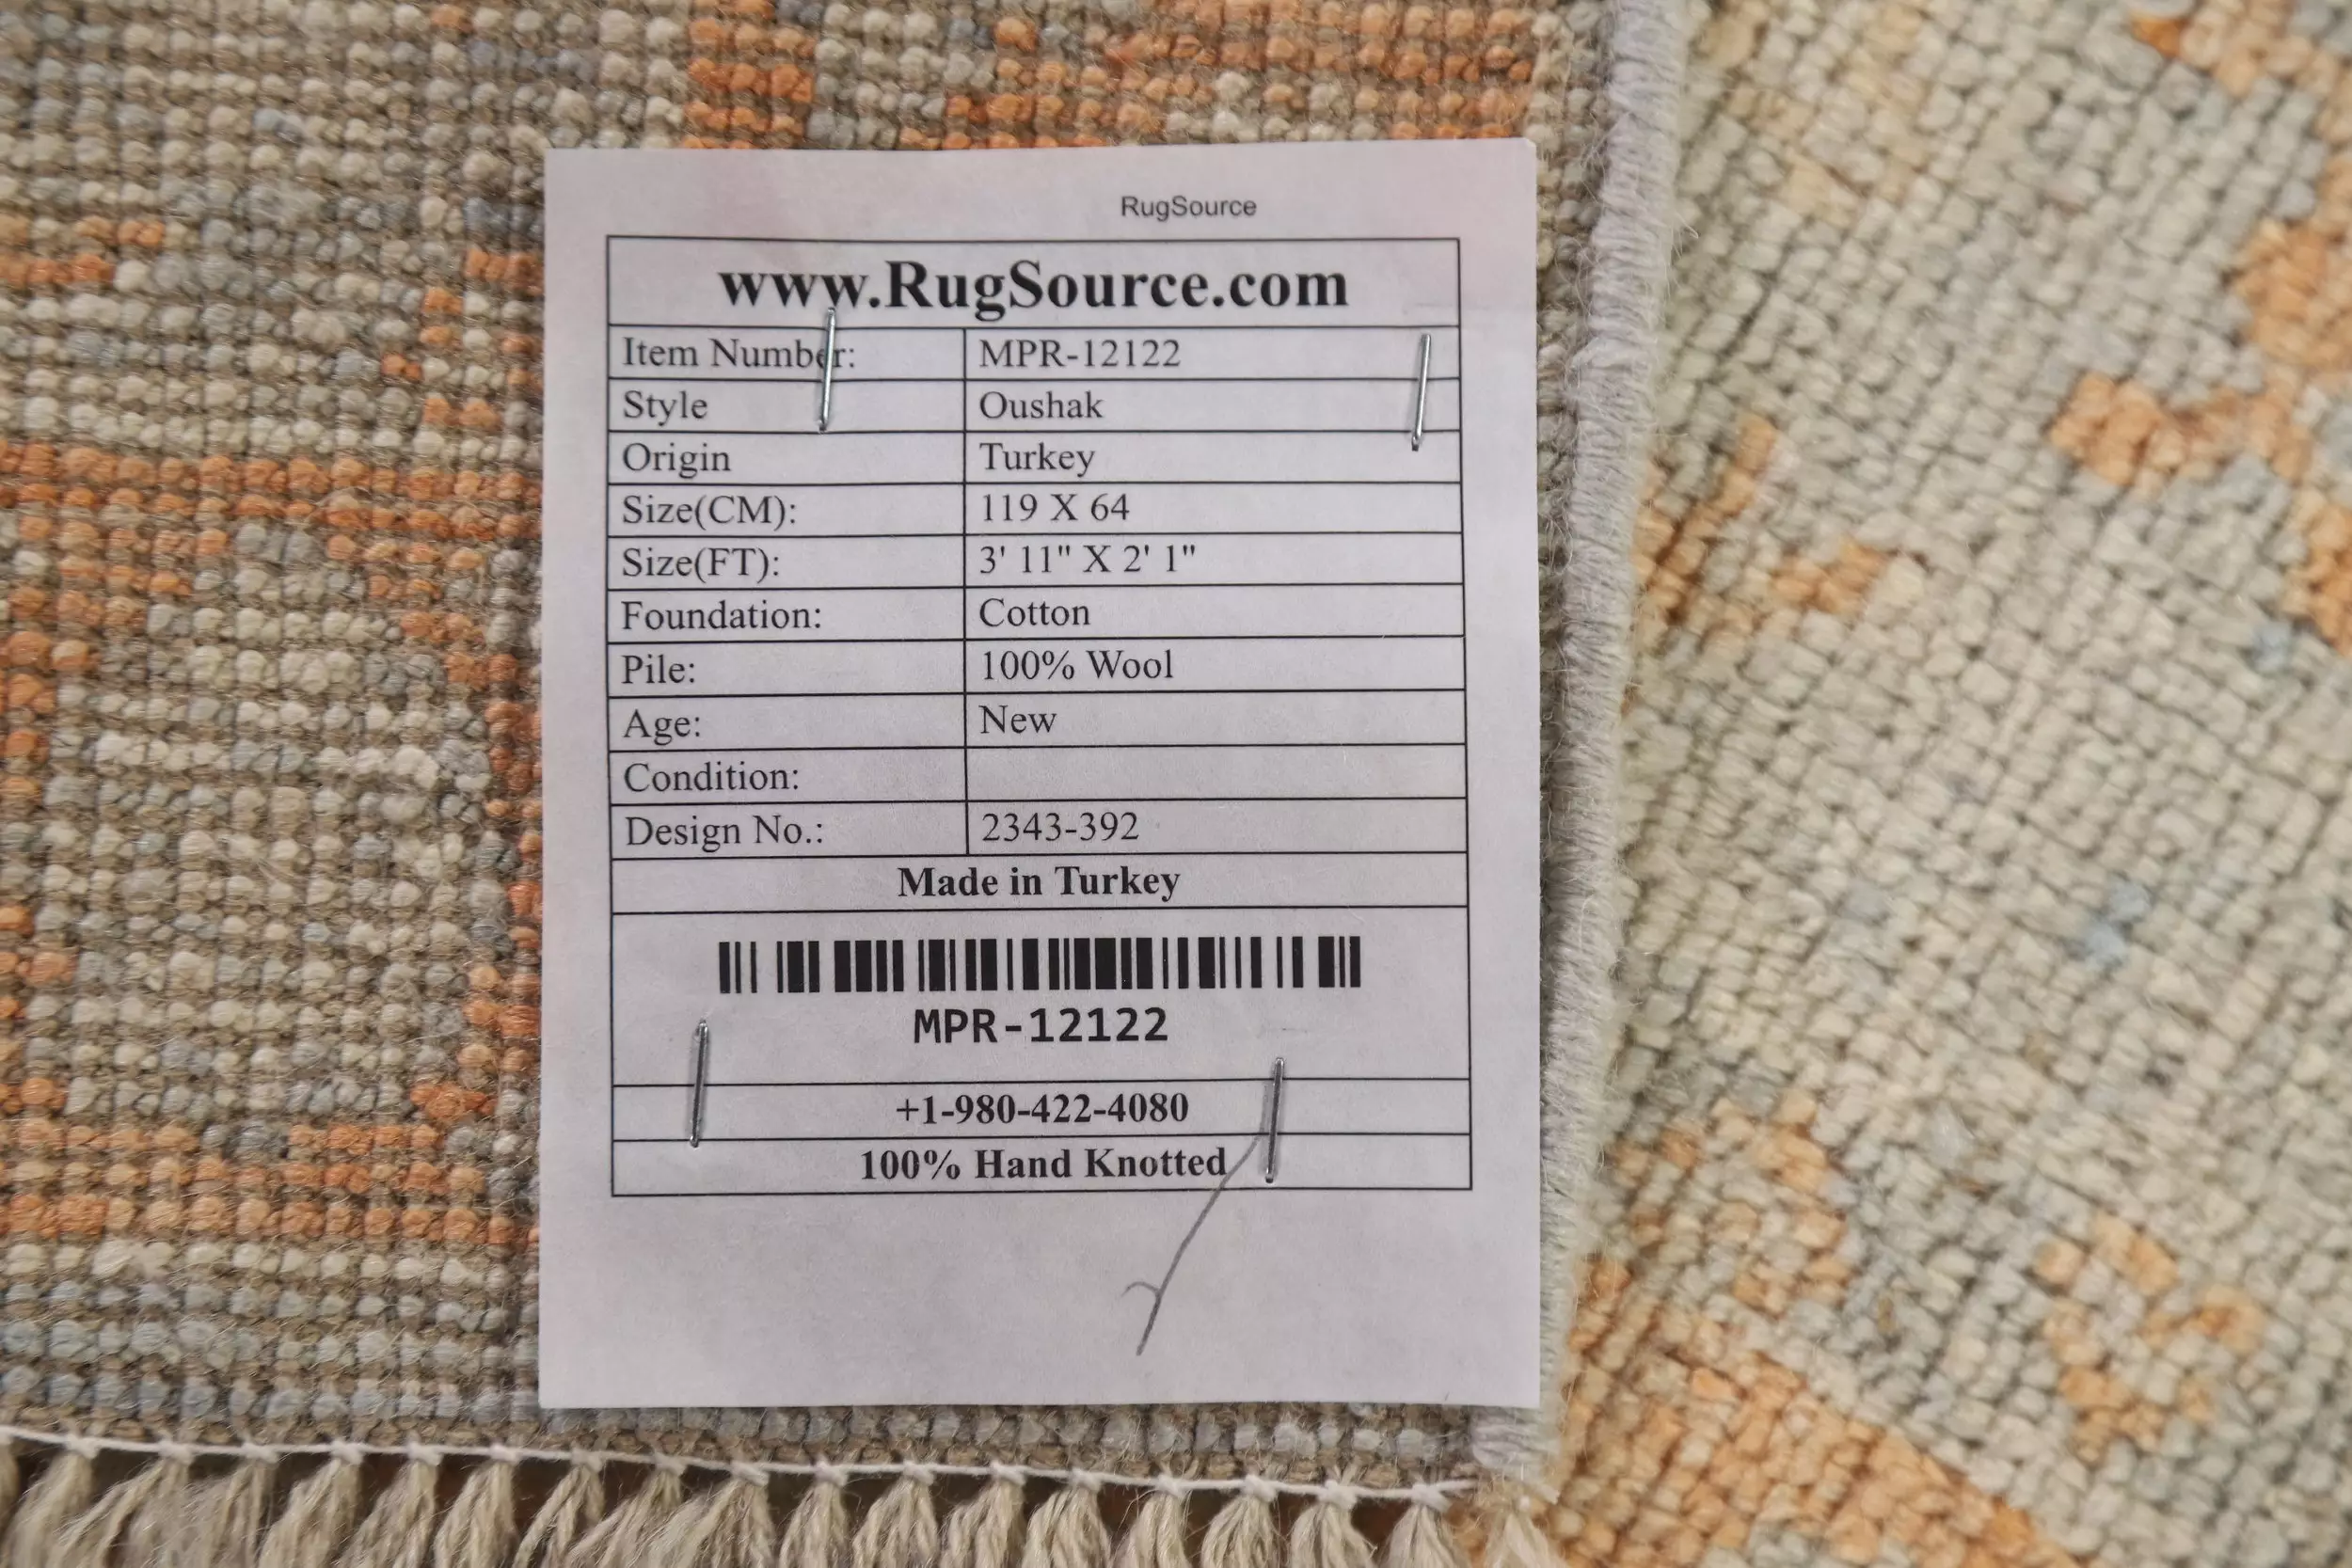 RugSource
www.RugSource.com
Item Number: MPR-12122
Style Oushak
Origin Turkey
Size(CM): 119 X 64
Size(FT): 3' 11" X 2' 1"
Foundation: Cotton
Pile: 100% Wool
Age: New
Condition:
Design No.: 2343-392
Made in Turkey
MPR-12122
+1-980-422-4080
100% Hand Knotted